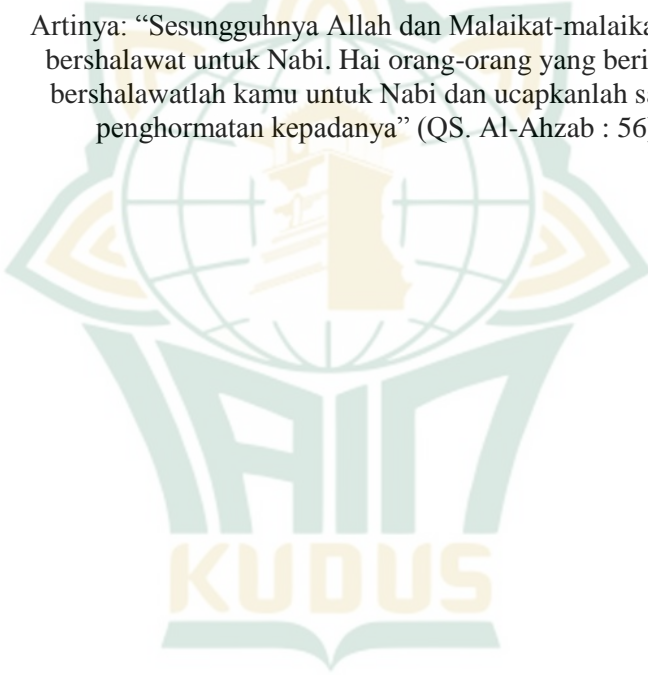 Artinya: “Sesungguhnya Allah dan Malaikat-malaika
bershalawat untuk Nabi. Hai orang-orang yang beri
bershalawatlah kamu untuk Nabi dan ucapkanlah sa
penghormatan kepadanya” (QS. Al-Ahzab : 56
IAIN
KUDUS